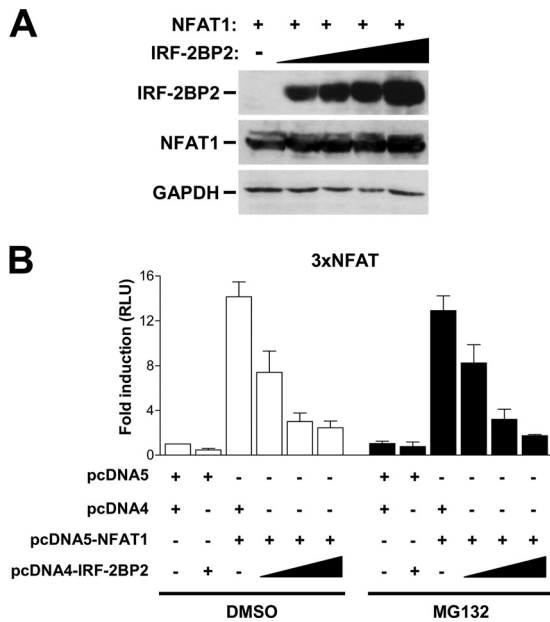 A
NFAT1: + + + + +
IRF-2BP2: -
IRF-2BP2
NFAT1
GAPDH
B
3xNFAT
Fold induction (RLU)
16
12
8
4
0
pcDNA5 + + - - - - + + - - - -
pcDNA4 + - + - - - + - + - - -
pcDNA5-NFAT1 - - + + + + - - + + + +
pcDNA4-IRF-2BP2 - + - - + -
DMSO MG132